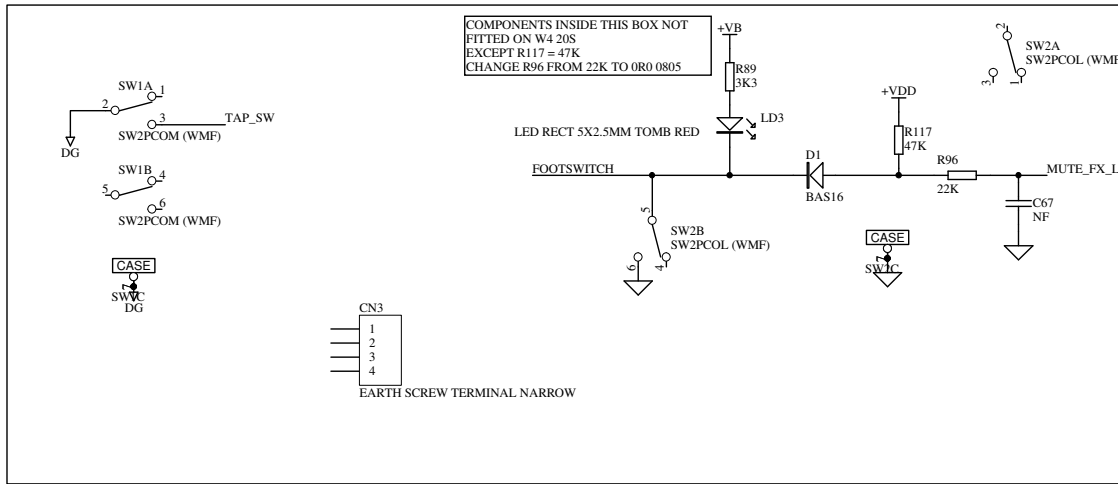 COMPONENTS INSIDE THIS BOX NOT
FITTED ON W4 20S
EXCEPT R117 = 47K
CHANGE R96 FROM 22K TO 0R0 0805
+VB
R89
3K3
LD3
LED RECT 5X2.5MM TOMB RED
2
SW2A
SW2PCOL (WMF
3
1
SW1A
1
2
3
TAP_SW
SW2PCOM (WMF)
DG
SW1B
4
5
6
SW2PCOM (WMF)
CASE
7
SW1C
DG
FOOTSWITCH
5
SW2B
SW2PCOL (WMF)
6
4
D1
BAS16
+VDD
R117
47K
R96
22K
MUTE_FX_L
C67
NF
CASE
7
SW2C
CN3
1
2
3
4
EARTH SCREW TERMINAL NARROW